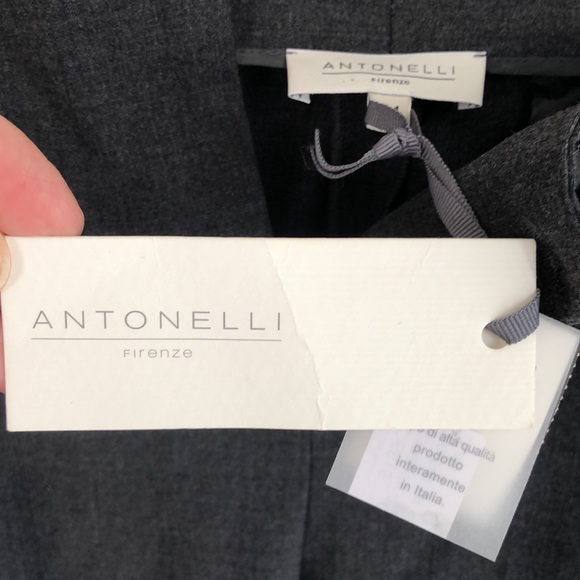 ANTONELLI
Firenze
ANTONELLI
Firenze
di alta qualità
prodotto
interamente
in Italia.